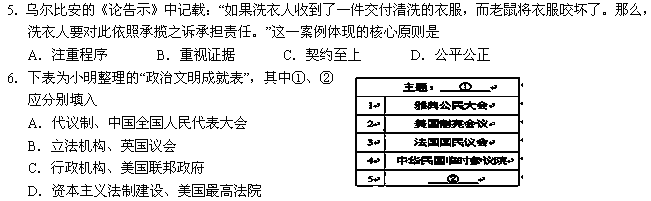 5. 乌尔比安的《论告示》中记载：“如果洗衣人收到了一件交付清洗的衣服，而老鼠将衣服咬坏了。那么，
洗衣人要对此依照承揽之诉承担责任。”这一案例体现的核心原则是
A. 注重程序 B. 重视证据 C. 契约至上 D. 公平公正
6. 下表为小明整理的“政治文明成就表”，其中①、②
应分别填入
A. 代议制、中国全国人民代表大会
B. 立法机构、英国议会
C. 行政机构、美国联邦政府
D. 资本主义法制建设、美国最高法院
主题： ①
1 雅典公民大会
2 美国制宪会议
3 法国国民议会
4 中华民国临时参议院
5 ②